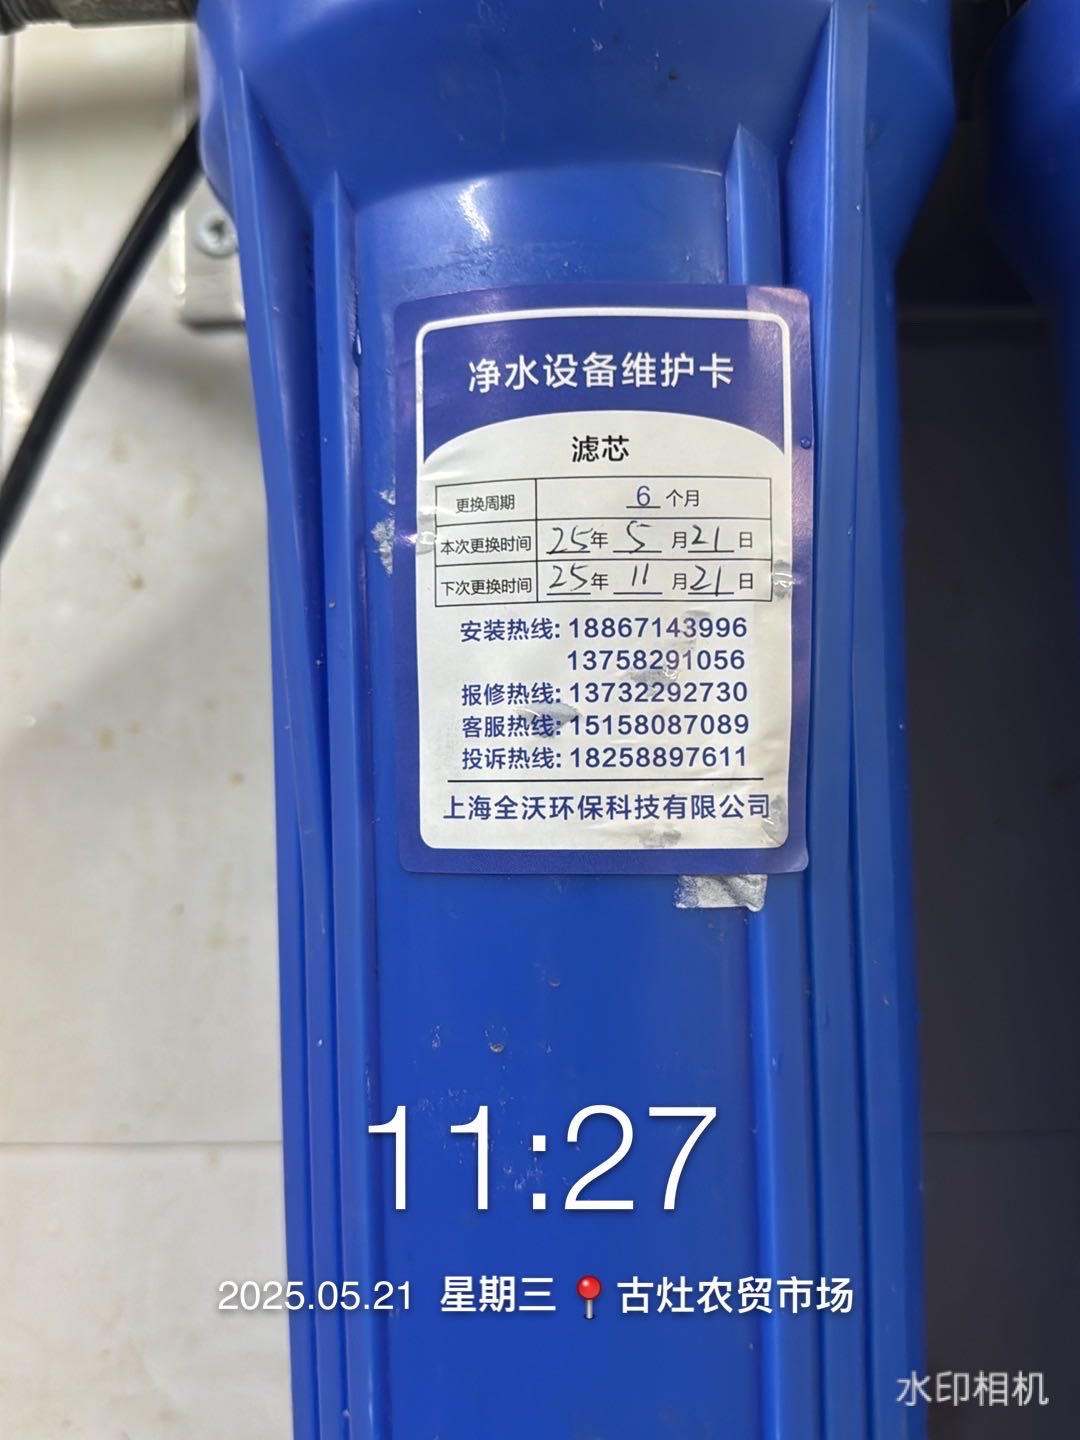 净水设备维护卡
滤芯
更换周期 6 个月
本次更换时间 25年 5 月21日
下次更换时间 25年 11 月21日
安装热线: 18867143996
13758291056
报修热线: 13732292730
客服热线: 15158087089
投诉热线: 18258897611
上海全沃环保科技有限公司
11:27
2025.05.21 星期三 📍古灶农贸市场
水印相机